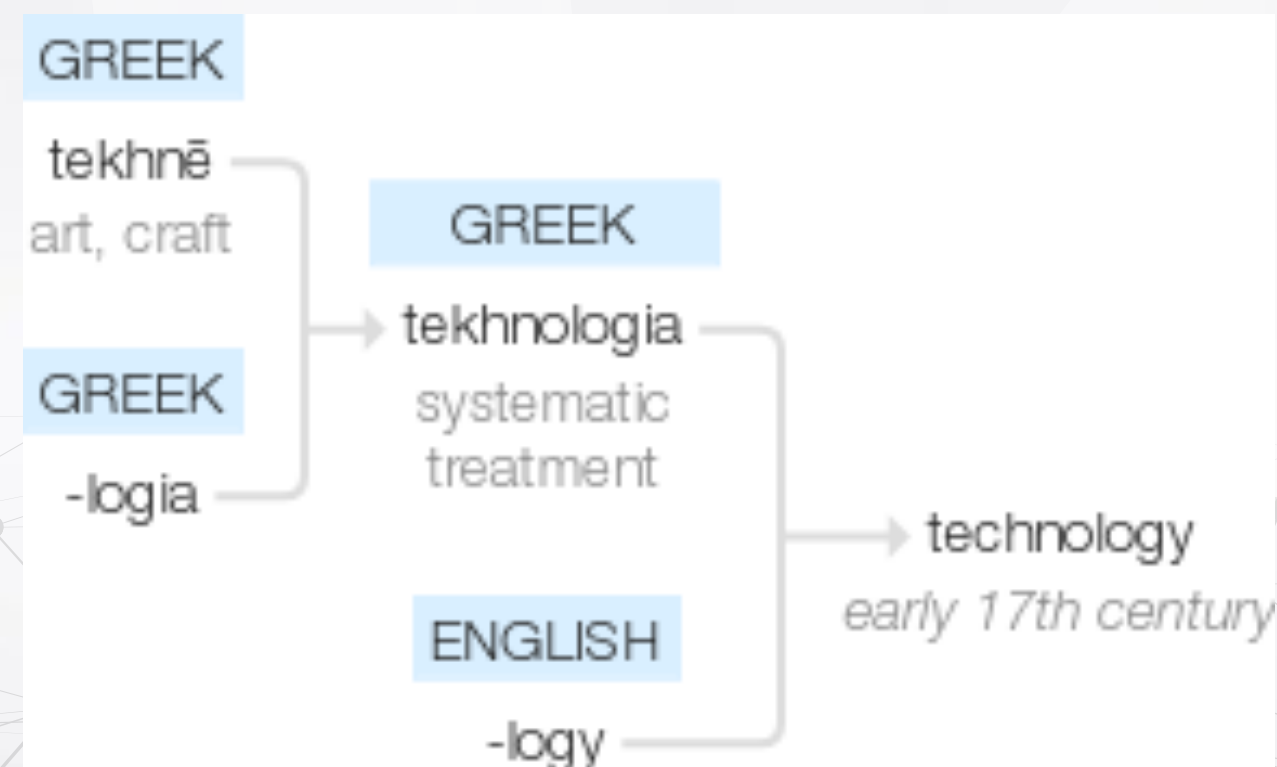 GREEK
tekhnē
art, craft
GREEK
-logia
GREEK
tekhnologia
systematic
treatment
ENGLISH
-logy
technology
early 17th century